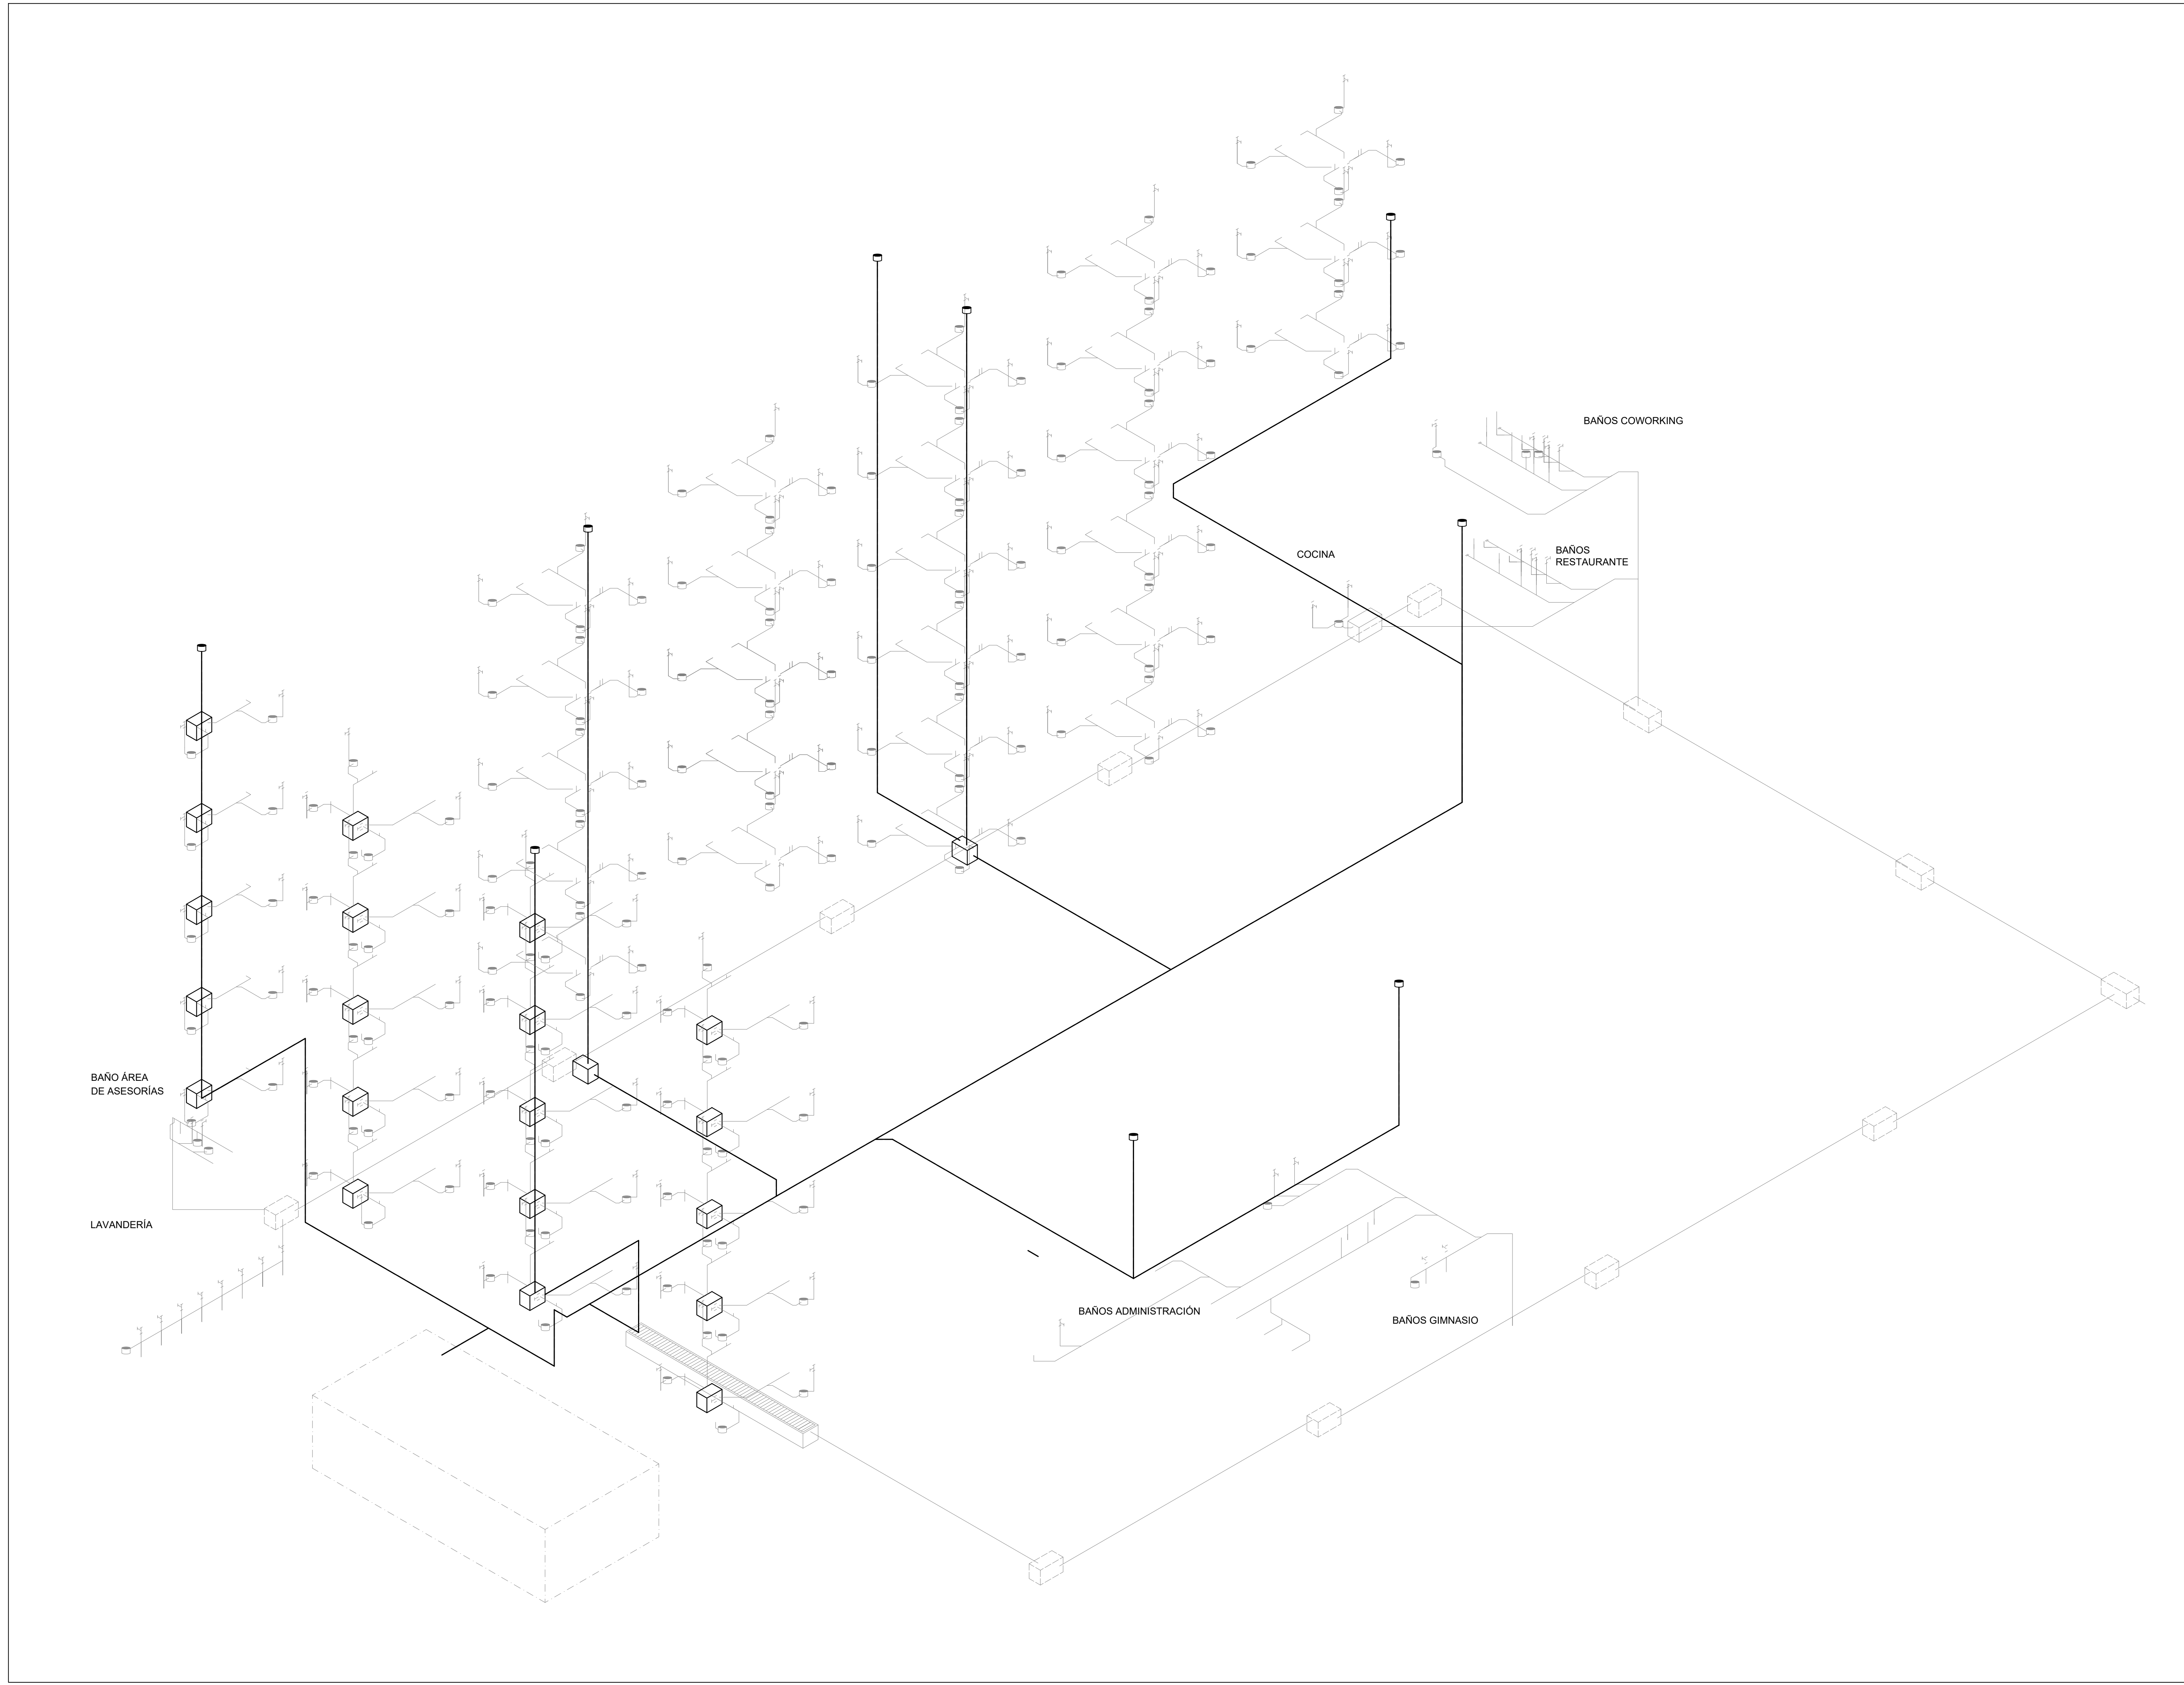 BAÑOS COWORKING
COCINA
BAÑOS
RESTAURANTE
BAÑO ÁREA
DE ASESORÍAS
LAVANDERÍA
BAÑOS ADMINISTRACIÓN
BAÑOS GIMNASIO